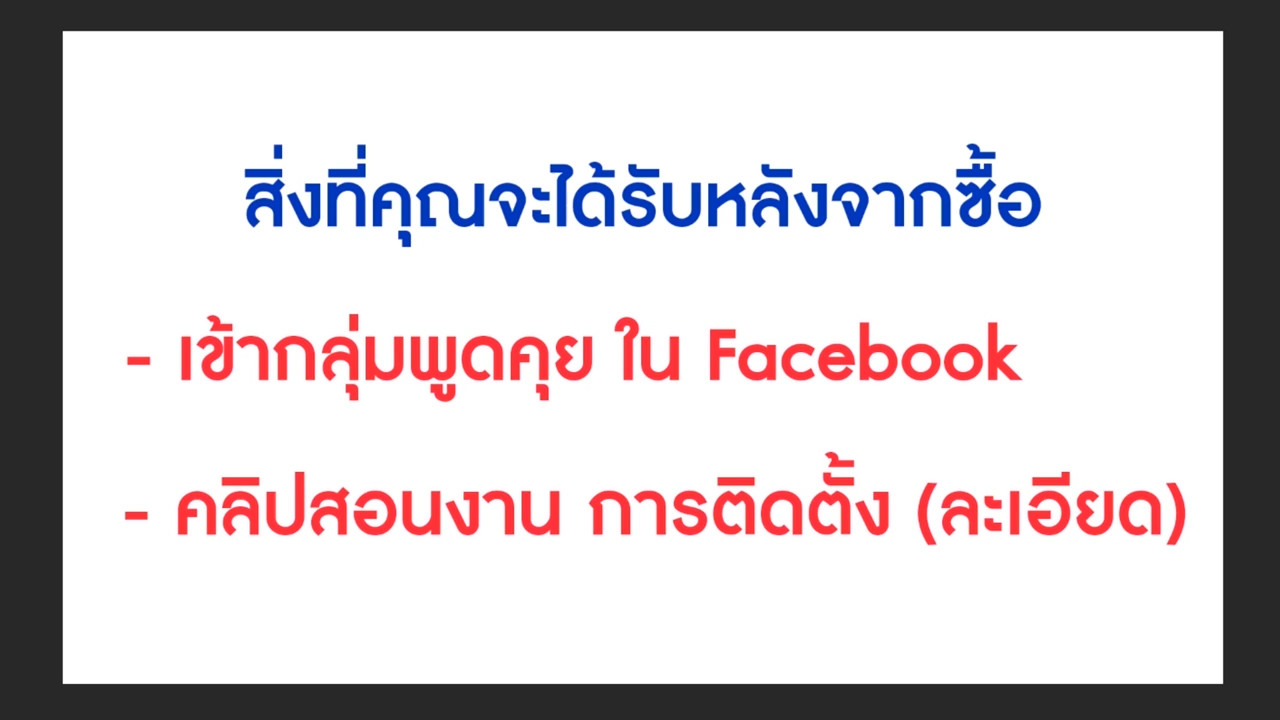 สิ่งที่คุณจะได้รับหลังจากซื้อ
- เข้ากลุ่มพูดคุย ใน Facebook
- คลิปสอนงาน การติดตั้ง (ละเอียด)